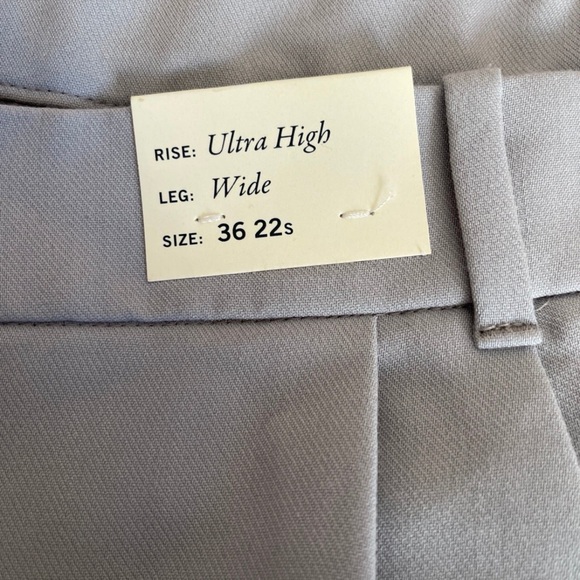 RISE: Ultra High
LEG: Wide
SIZE: 36 22s